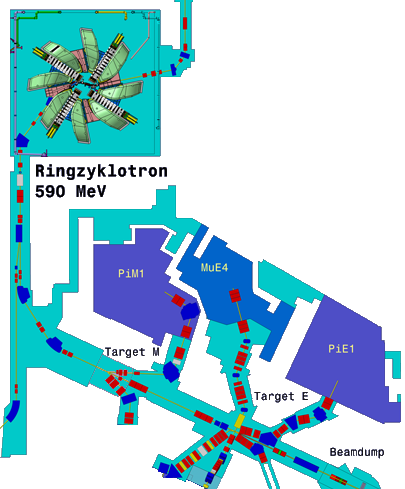 Ringzyklotron
590 MeV
MuE4
PiM1
PiE1
Target M
Target E
Beamdump